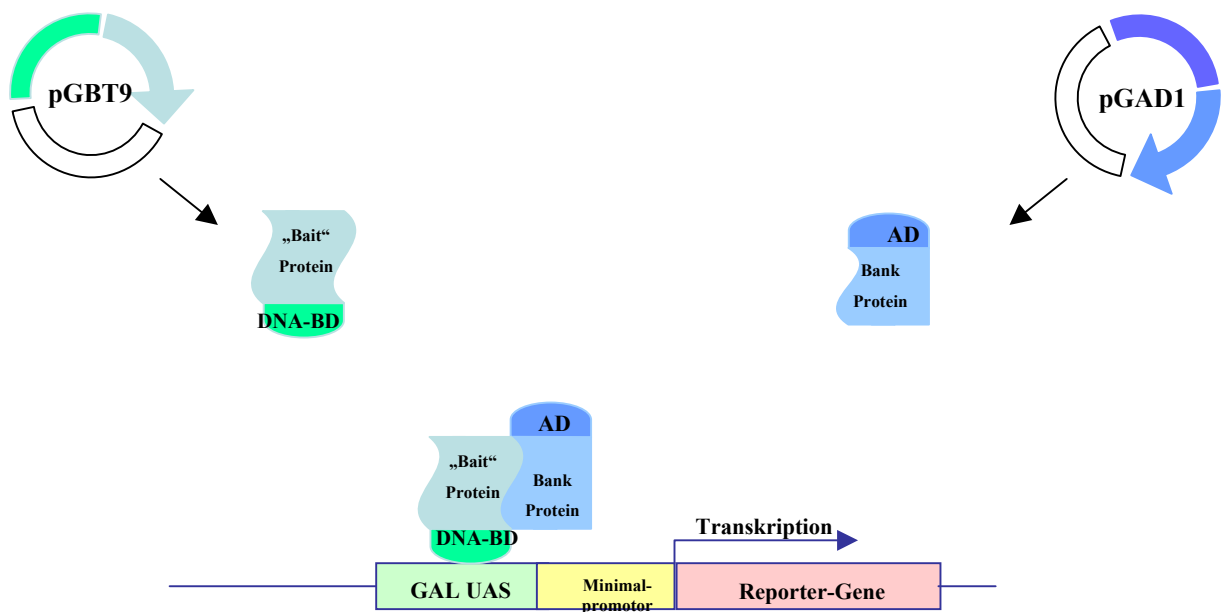 pGBT9
pGAD1
„Bait“
Protein
DNA-BD
AD
Bank
Protein
AD
„Bait“
Protein
Bank
Protein
DNA-BD
Transkription
GAL UAS
Minimal-
promotor
Reporter-Gene